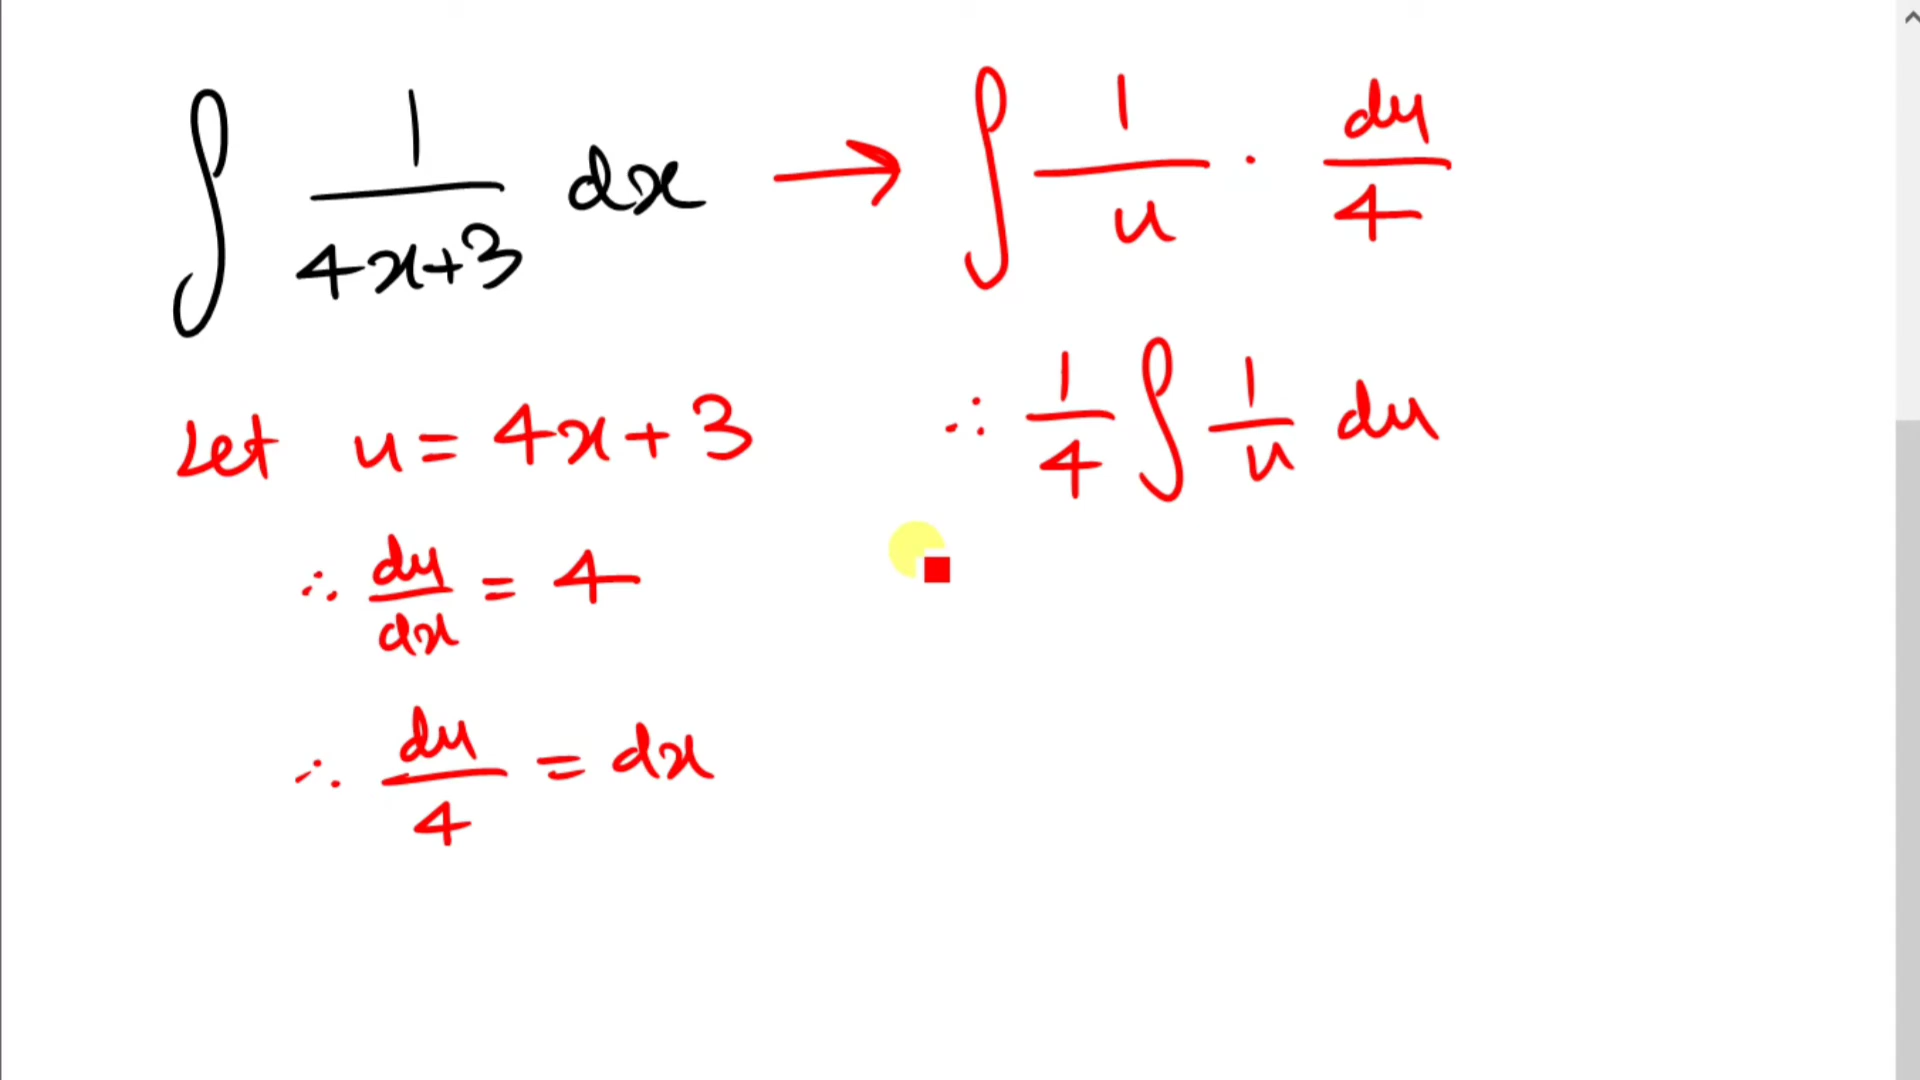 ∫ 1/(4x+3) dx → ∫ 1/u · du/4
Let u = 4x+3
∴ 1/4 ∫ 1/u du
∴ du/dx = 4
∴ du/4 = dx